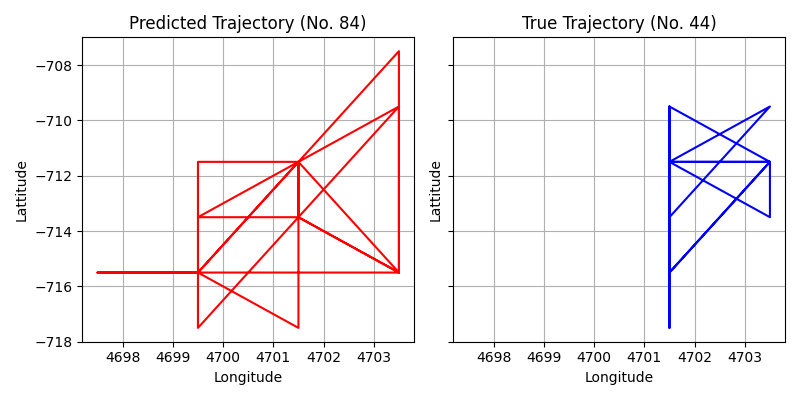 Predicted Trajectory (No. 84)
True Trajectory (No. 44)
Lattitude
−708
−710
−712
−714
−716
−718
4698 4699 4700 4701 4702 4703
Longitude
Lattitude
4698 4699 4700 4701 4702 4703
Longitude